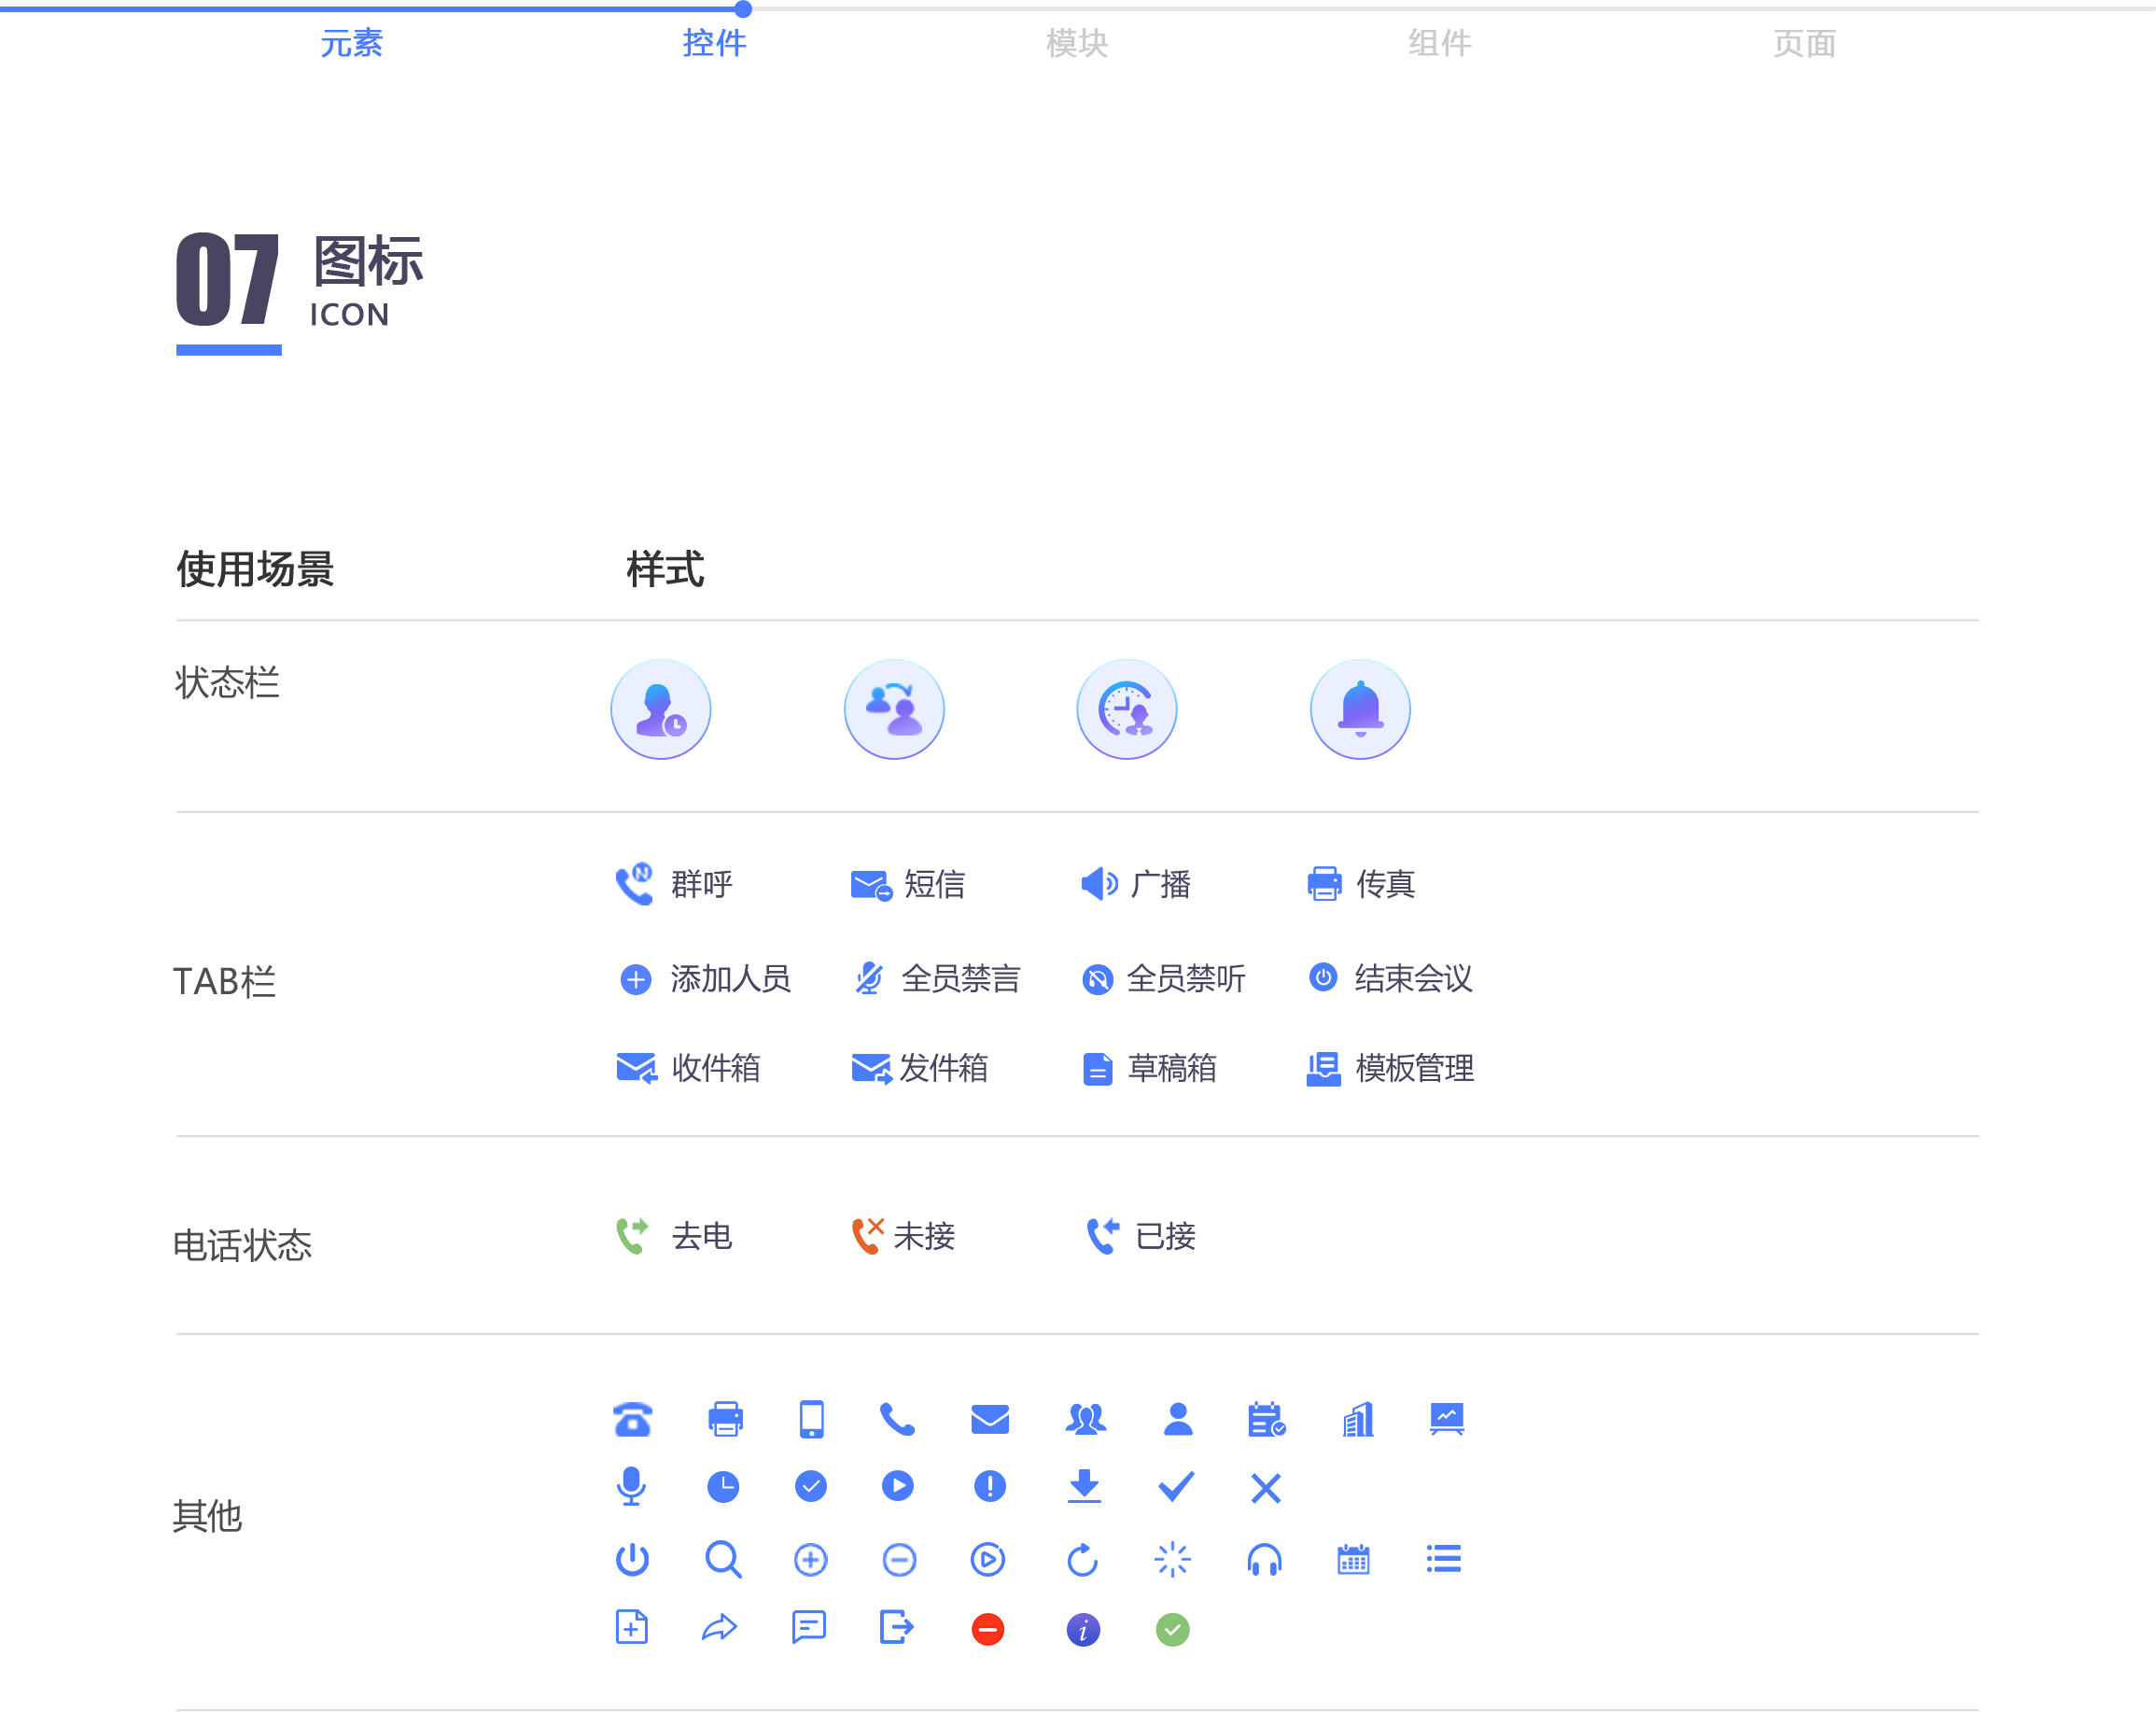 元素 控件 模块 组件 页面
07 图标
ICON
使用场景 样式
状态栏
群呼 短信 广播 传真
TAB栏
添加人员 全员禁言 全员禁听 结束会议
收件箱 发件箱 草稿箱 模板管理
电话状态
去电 未接 已接
其他